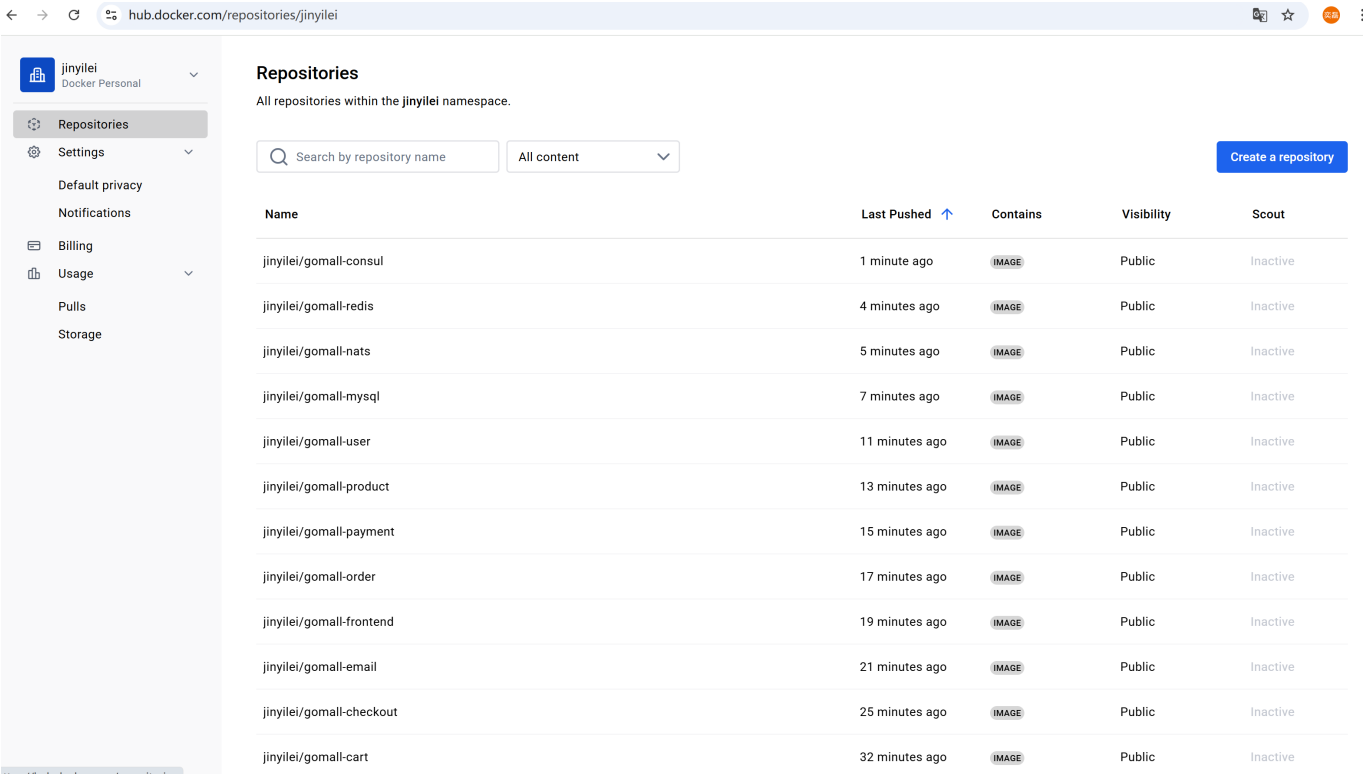 hub.docker.com/repositories/jinyilei
奕磊
jinyilei
Docker Personal
Repositories
Settings
Default privacy
Notifications
Billing
Usage
Pulls
Storage
Repositories
All repositories within the jinyilei namespace.
Search by repository name
All content
Create a repository
Name Last Pushed Contains Visibility Scout
jinyilei/gomall-consul 1 minute ago IMAGE Public Inactive
jinyilei/gomall-redis 4 minutes ago IMAGE Public Inactive
jinyilei/gomall-nats 5 minutes ago IMAGE Public Inactive
jinyilei/gomall-mysql 7 minutes ago IMAGE Public Inactive
jinyilei/gomall-user 11 minutes ago IMAGE Public Inactive
jinyilei/gomall-product 13 minutes ago IMAGE Public Inactive
jinyilei/gomall-payment 15 minutes ago IMAGE Public Inactive
jinyilei/gomall-order 17 minutes ago IMAGE Public Inactive
jinyilei/gomall-frontend 19 minutes ago IMAGE Public Inactive
jinyilei/gomall-email 21 minutes ago IMAGE Public Inactive
jinyilei/gomall-checkout 25 minutes ago IMAGE Public Inactive
jinyilei/gomall-cart 32 minutes ago IMAGE Public Inactive